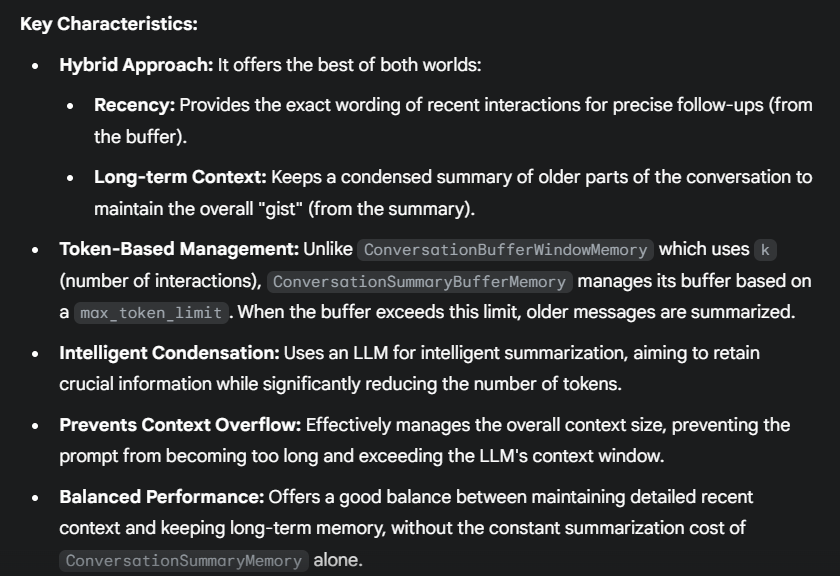 Key Characteristics:
• Hybrid Approach: It offers the best of both worlds:
• Recency: Provides the exact wording of recent interactions for precise follow-ups (from
the buffer).
• Long-term Context: Keeps a condensed summary of older parts of the conversation to
maintain the overall "gist" (from the summary).
• Token-Based Management: Unlike ConversationBufferWindowMemory which uses k
(number of interactions), ConversationSummaryBufferMemory manages its buffer based on
a max_token_limit. When the buffer exceeds this limit, older messages are summarized.
• Intelligent Condensation: Uses an LLM for intelligent summarization, aiming to retain
crucial information while significantly reducing the number of tokens.
• Prevents Context Overflow: Effectively manages the overall context size, preventing the
prompt from becoming too long and exceeding the LLM's context window.
• Balanced Performance: Offers a good balance between maintaining detailed recent
context and keeping long-term memory, without the constant summarization cost of
ConversationSummaryMemory alone.